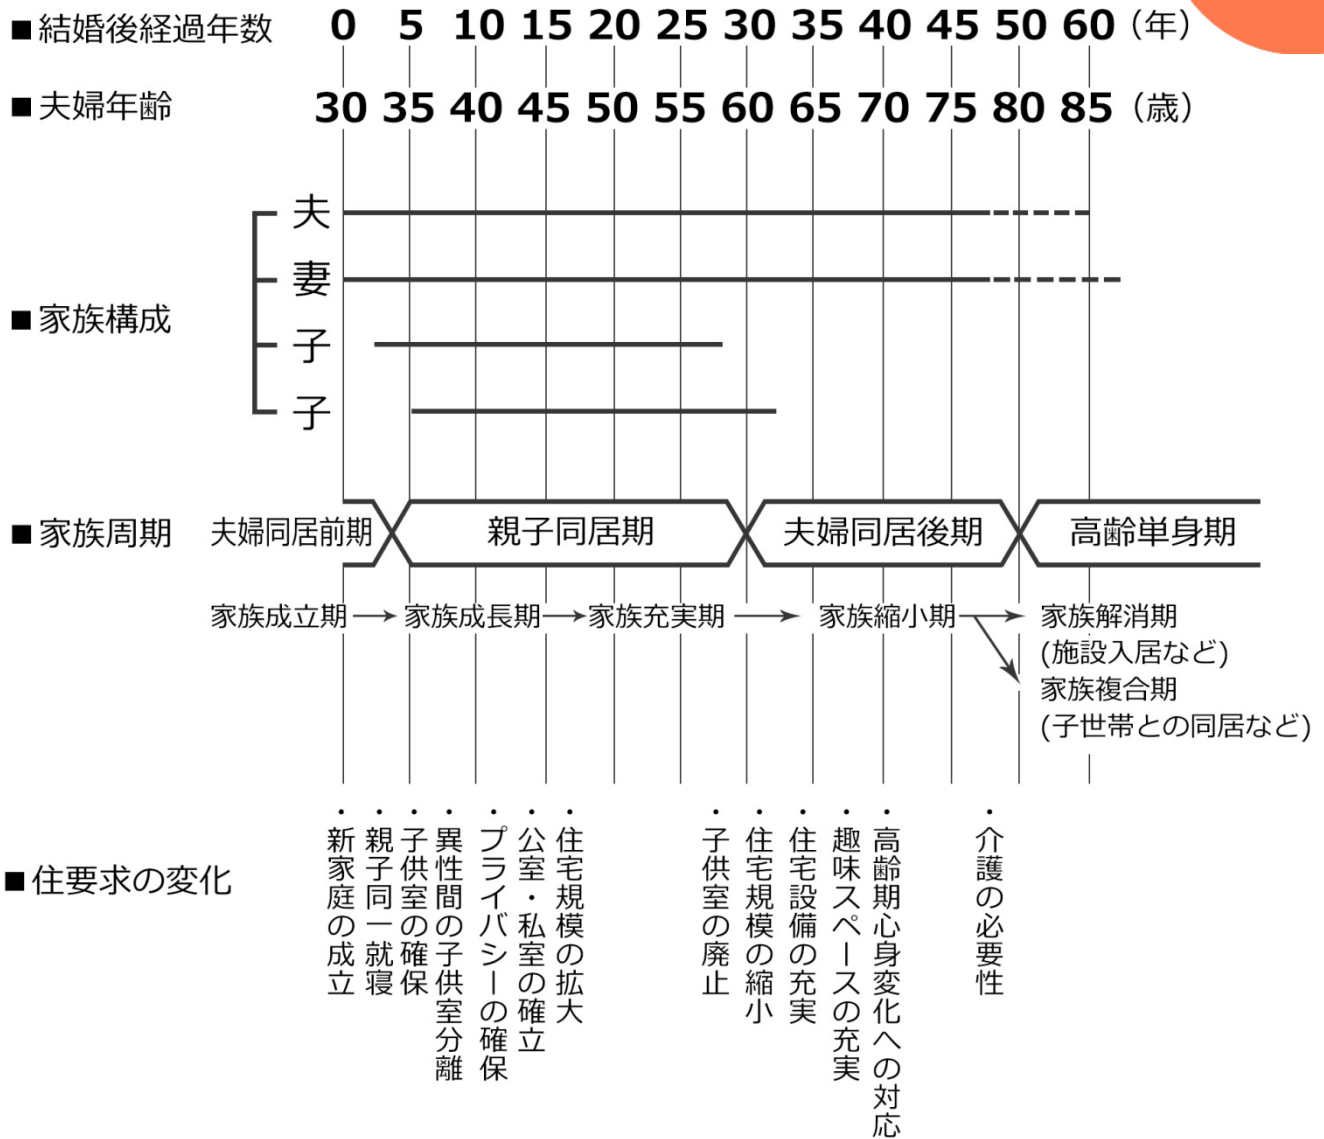 ■結婚後経過年数 0 5 10 15 20 25 30 35 40 45 50 60（年）
■夫婦年齢 30 35 40 45 50 55 60 65 70 75 80 85（歳）
■家族構成
夫
妻
子
子
■家族周期 夫婦同居前期 親子同居期 夫婦同居後期 高齢単身期
家族成立期→家族成長期→家族充実期→家族縮小期→家族解消期
(施設入居など)
家族複合期
(子世帯との同居など)
■住要求の変化
・新家庭の成立
・親子同一就寝
・子供室の確保
・異性間の子供室分離
・プライバシーの確保
・公室・私室の確立
・住宅規模の拡大
・子供室の廃止
・住宅規模の縮小
・住宅設備の充実
・趣味スペースの充実
・高齢期心身変化への対応
・介護の必要性